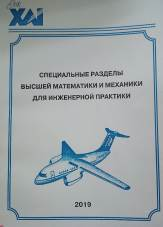 ХАІ
СПЕЦИАЛЬНЫЕ РАЗДЕЛЫ
ВЫСШЕЙ МАТЕМАТИКИ И МЕХАНИКИ
ДЛЯ ИНЖЕНЕРНОЙ ПРАКТИКИ
2019